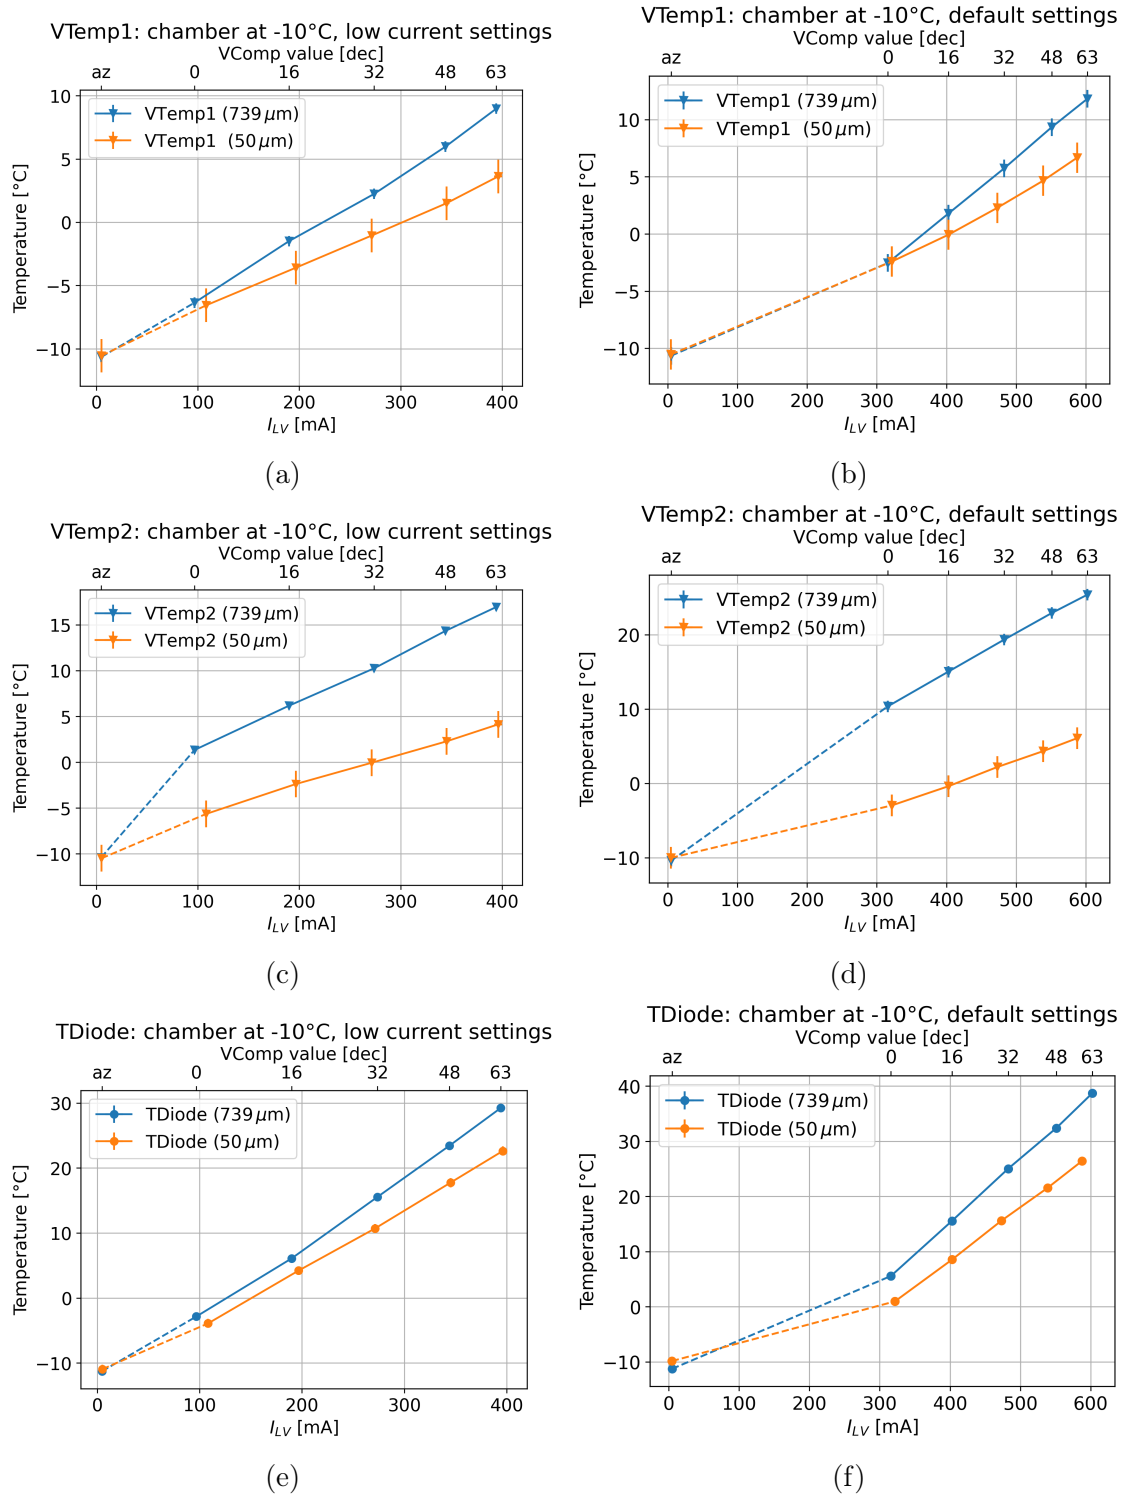 VTemp1: chamber at -10°C, low current settings
VComp value [dec]
az 0 16 32 48 63
10
5
0
−5
−10
Temperature [°C]
VTemp1 (739 μm)
VTemp1 (50 μm)
0 100 200 300 400
I_LV [mA]
(a)
VTemp1: chamber at -10°C, default settings
VComp value [dec]
az 0 16 32 48 63
10
5
0
−5
−10
Temperature [°C]
VTemp1 (739 μm)
VTemp1 (50 μm)
0 100 200 300 400 500 600
I_LV [mA]
(b)
VTemp2: chamber at -10°C, low current settings
VComp value [dec]
az 0 16 32 48 63
15
10
5
0
−5
−10
Temperature [°C]
VTemp2 (739 μm)
VTemp2 (50 μm)
0 100 200 300 400
I_LV [mA]
(c)
VTemp2: chamber at -10°C, default settings
VComp value [dec]
az 0 16 32 48 63
20
10
0
−10
Temperature [°C]
VTemp2 (739 μm)
VTemp2 (50 μm)
0 100 200 300 400 500 600
I_LV [mA]
(d)
TDiode: chamber at -10°C, low current settings
VComp value [dec]
az 0 16 32 48 63
30
20
10
0
−10
Temperature [°C]
TDiode (739 μm)
TDiode (50 μm)
0 100 200 300 400
I_LV [mA]
(e)
TDiode: chamber at -10°C, default settings
VComp value [dec]
az 0 16 32 48 63
40
30
20
10
0
−10
Temperature [°C]
TDiode (739 μm)
TDiode (50 μm)
0 100 200 300 400 500 600
I_LV [mA]
(f)